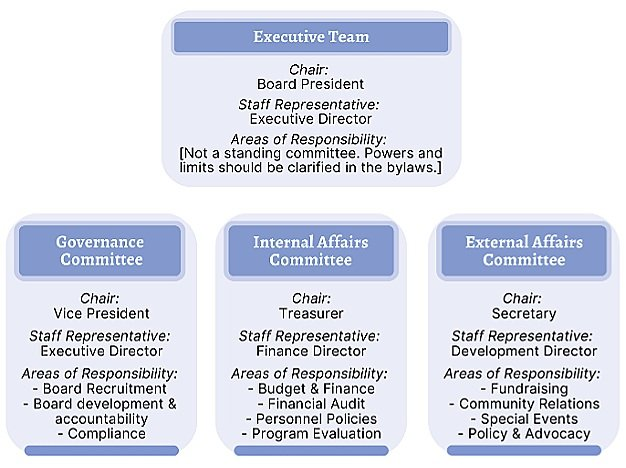 Executive Team
Chair:
Board President
Staff Representative:
Executive Director
Areas of Responsibility:
[Not a standing committee. Powers and
limits should be clarified in the bylaws.]
Governance
Committee
Chair:
Vice President
Staff Representative:
Executive Director
Areas of Responsibility:
- Board Recruitment
- Board development &
accountability
- Compliance
Internal Affairs
Committee
Chair:
Treasurer
Staff Representative:
Finance Director
Areas of Responsibility:
- Budget & Finance
- Financial Audit
- Personnel Policies
- Program Evaluation
External Affairs
Committee
Chair:
Secretary
Staff Representative:
Development Director
Areas of Responsibility:
- Fundraising
- Community Relations
- Special Events
- Policy & Advocacy